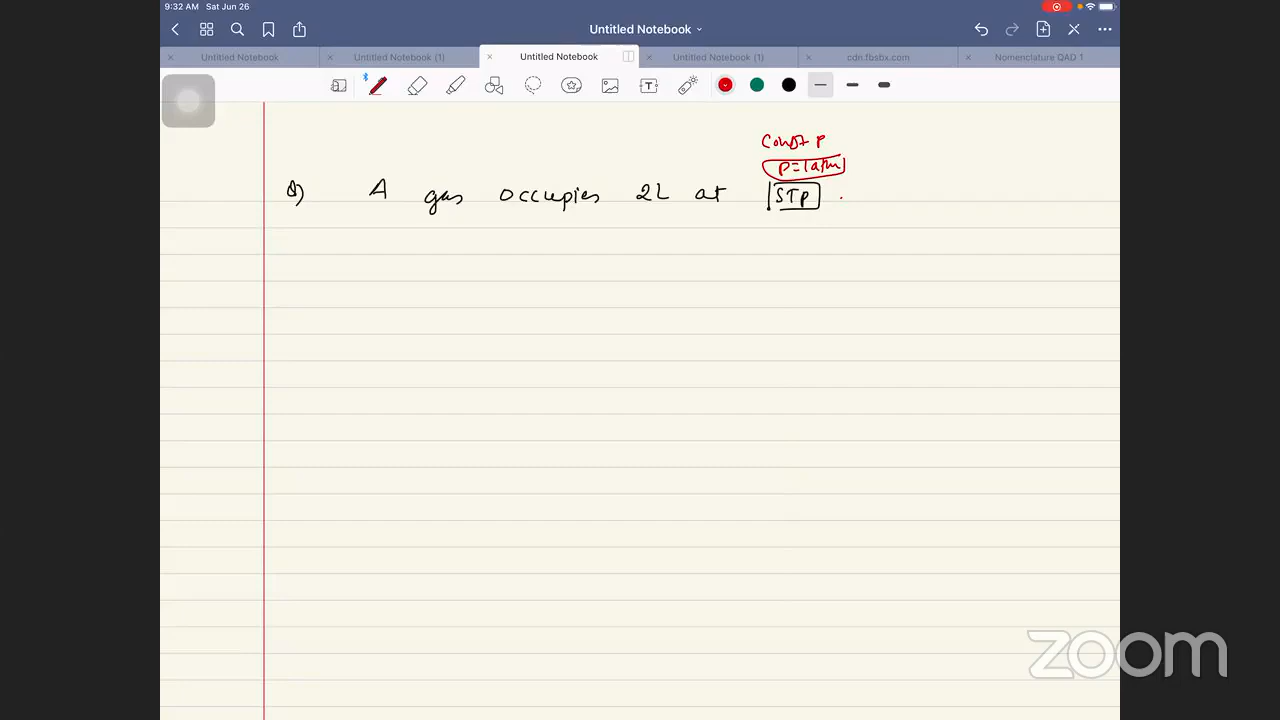 9:32 AM Sat Jun 26
Untitled Notebook
Untitled Notebook
Untitled Notebook (1)
Untitled Notebook
Untitled Notebook (1)
cdn.fbsbx.com
Nomenclature QAD 1
Const P
P=1atm
Q) A gas occupies 2L at STP
zoom